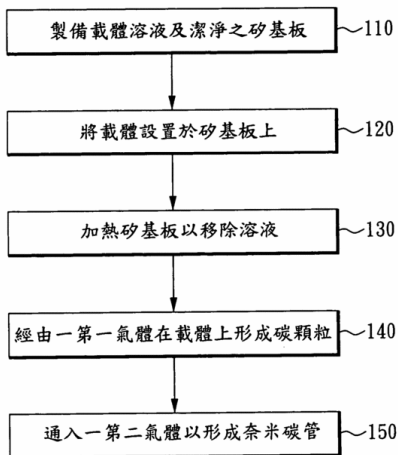 製備載體溶液及潔淨之矽基板 110
將載體設置於矽基板上 120
加熱矽基板以移除溶液 130
經由一第一氣體在載體上形成碳顆粒 140
通入一第二氣體以形成奈米碳管 150